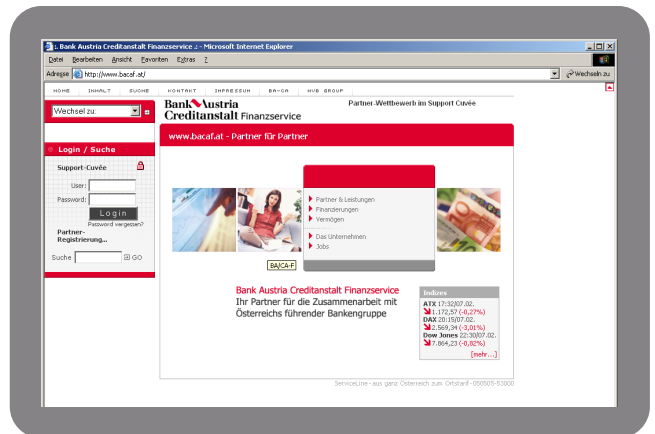 :. Bank Austria Creditanstalt Finanzservice .: - Microsoft Internet Explorer
Datei Bearbeiten Ansicht Favoriten Extras ?
Adresse http://www.bacaf.at/ Wechseln zu
HOME INHALT SUCHE KONTAKT IMPRESSUM BA-CA HVB GROUP
Wechsel zu:
Bank Austria
Creditanstalt Finanzservice
Partner-Wettbewerb im Support Cuvée
www.bacaf.at - Partner für Partner
Login / Suche
Support-Cuvée
User:
Password:
Login
Password vergessen?
Partner-
Registrierung...
Suche GO
Partner & Leistungen
Finanzierungen
Vermögen
Das Unternehmen
Jobs
BA/CA-F
Bank Austria Creditanstalt Finanzservice
Ihr Partner für die Zusammenarbeit mit
Österreichs führender Bankengruppe
Indizes
ATX 17:32/07.02.
1.172,57 (-0,27%)
DAX 20:15/07.02.
2.569,34 (-3,01%)
Dow Jones 22:30/07.02.
7.864,23 (-0,82%)
[mehr...]
ServiceLine - aus ganz Österreich zum Ortstarif - 050505-53000